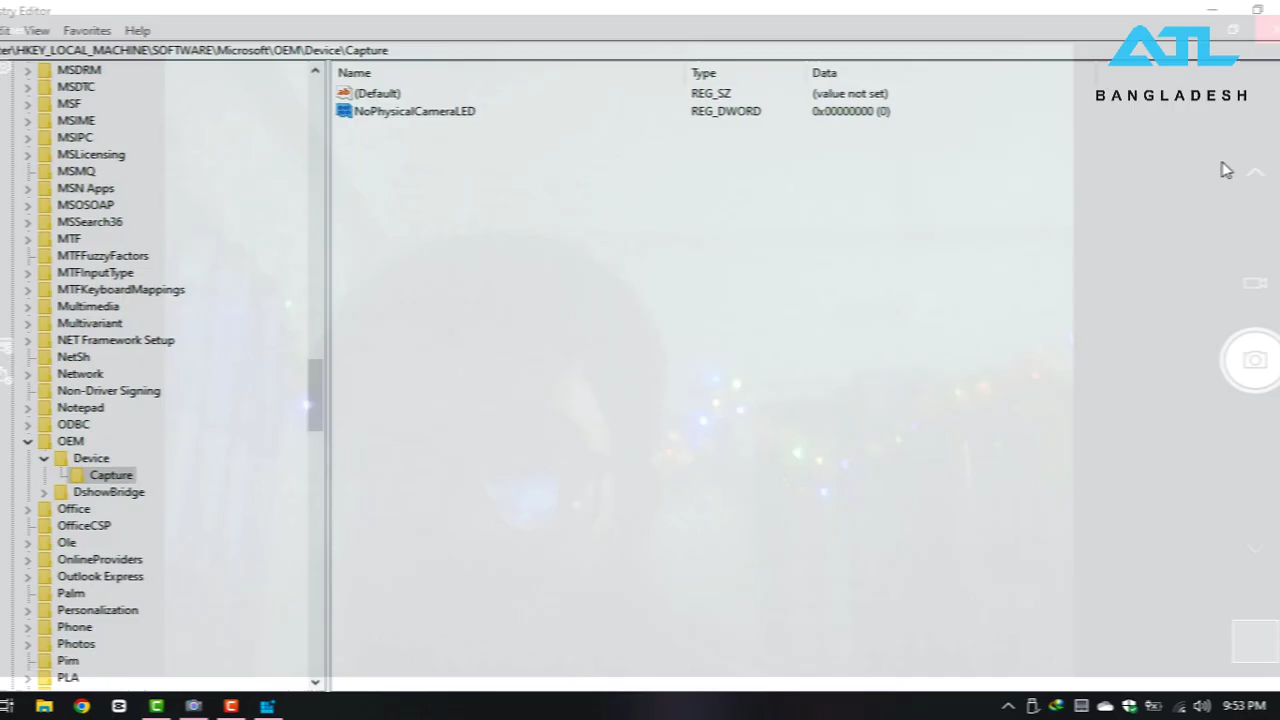 stry Editor
dit View Favorites Help
ter\HKEY_LOCAL_MACHINE\SOFTWARE\Microsoft\OEM\Device\Capture
ATL
BANGLADESH
Name Type Data
(Default) REG_SZ (value not set)
NoPhysicalCameraLED REG_DWORD 0x00000000 (0)
MSDRM
MSDTC
MSF
MSIME
MSIPC
MSLicensing
MSMQ
MSN Apps
MSOSOAP
MSSearch36
MTF
MTFFuzzyFactors
MTFInputType
MTFKeyboardMappings
Multimedia
Multivariant
NET Framework Setup
NetSh
Network
Non-Driver Signing
Notepad
ODBC
OEM
Device
Capture
DshowBridge
Office
OfficeCSP
Ole
OnlineProviders
Outlook Express
Palm
Personalization
Phone
Photos
Pim
PLA
9:53 PM